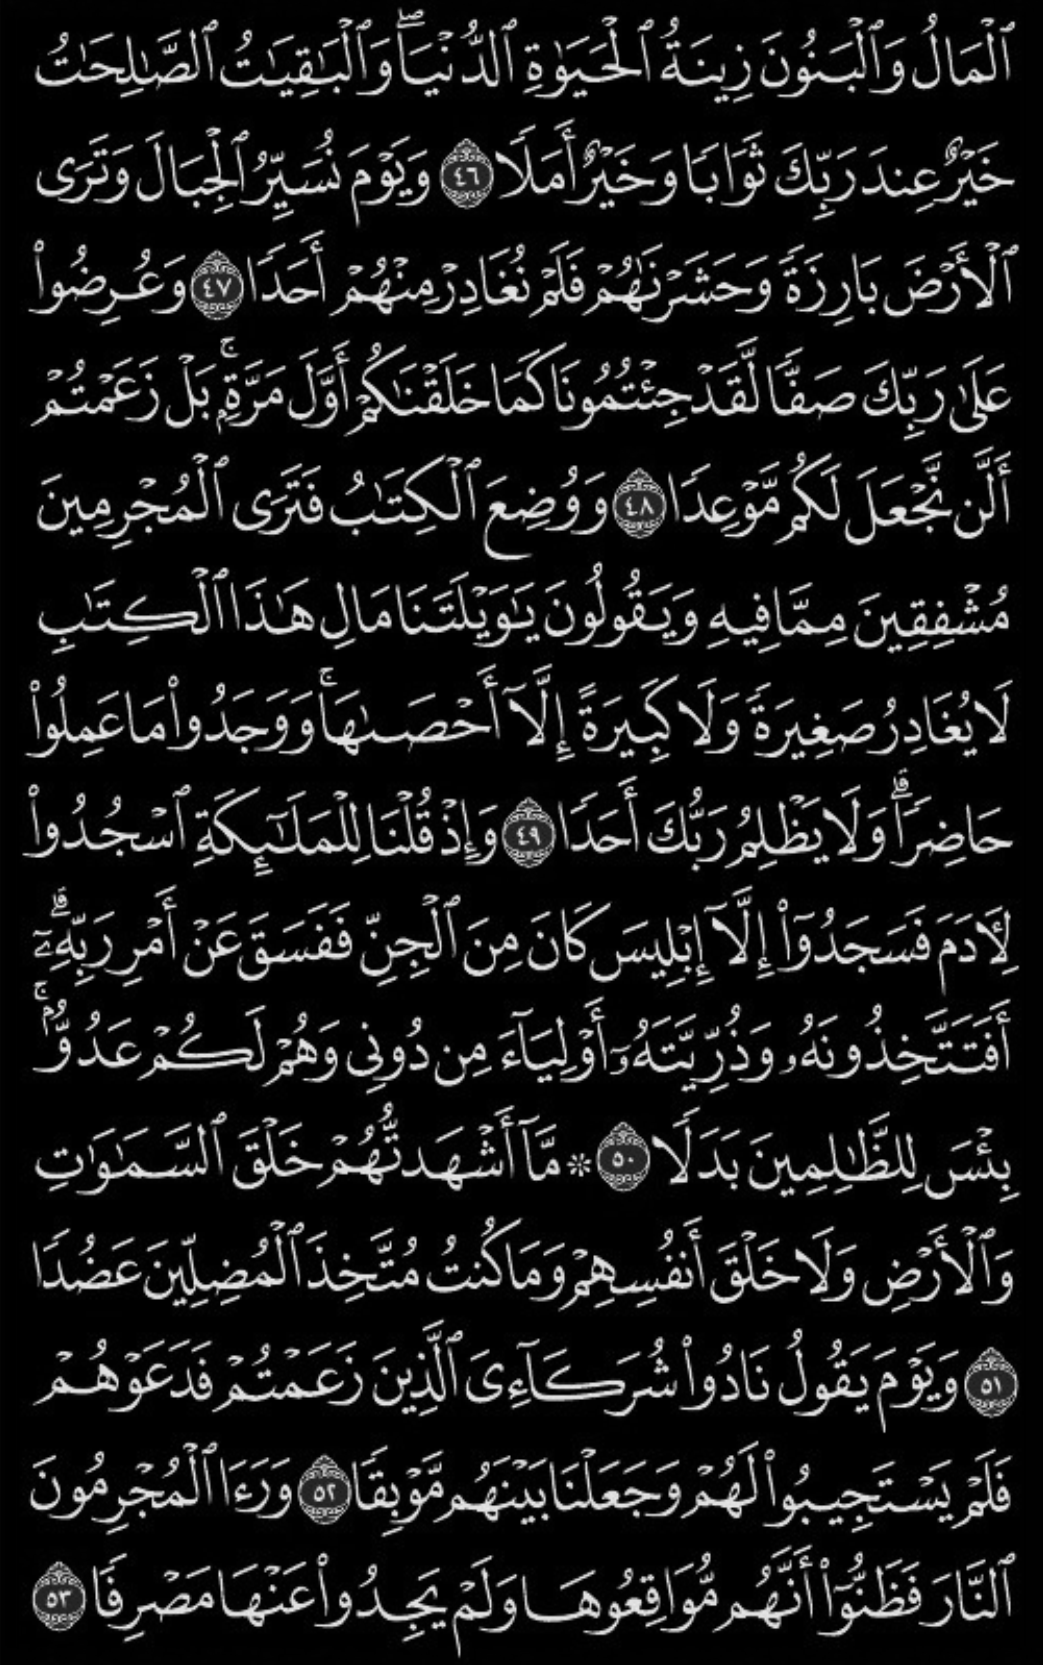 ٱلْمَالُ وَٱلْبَنُونَ زِينَةُ ٱلْحَيَوٰةِ ٱلدُّنْيَاۖ وَٱلْبَـٰقِيَـٰتُ ٱلصَّـٰلِحَـٰتُ
خَيْرٌ عِندَ رَبِّكَ ثَوَابًا وَخَيْرٌ أَمَلًا ٤٦ وَيَوْمَ نُسَيِّرُ ٱلْجِبَالَ وَتَرَى
ٱلْأَرْضَ بَارِزَةً وَحَشَرْنَـٰهُمْ فَلَمْ نُغَادِرْ مِنْهُمْ أَحَدًا ٤٧ وَعُرِضُوا۟
عَلَىٰ رَبِّكَ صَفًّا لَّقَدْ جِئْتُمُونَا كَمَا خَلَقْنَـٰكُمْ أَوَّلَ مَرَّةٍۭۚ بَلْ زَعَمْتُمْ
أَلَّن نَّجْعَلَ لَكُم مَّوْعِدًا ٤٨ وَوُضِعَ ٱلْكِتَـٰبُ فَتَرَى ٱلْمُجْرِمِينَ
مُشْفِقِينَ مِمَّا فِيهِ وَيَقُولُونَ يَـٰوَيْلَتَنَا مَالِ هَـٰذَا ٱلْكِتَـٰبِ
لَا يُغَادِرُ صَغِيرَةً وَلَا كَبِيرَةً إِلَّآ أَحْصَىٰهَاۚ وَوَجَدُوا۟ مَا عَمِلُوا۟
حَاضِرًاۗ وَلَا يَظْلِمُ رَبُّكَ أَحَدًا ٤٩ وَإِذْ قُلْنَا لِلْمَلَـٰٓئِكَةِ ٱسْجُدُوا۟
لِـَٔادَمَ فَسَجَدُوٓا۟ إِلَّآ إِبْلِيسَ كَانَ مِنَ ٱلْجِنِّ فَفَسَقَ عَنْ أَمْرِ رَبِّهِۦٓۗ
أَفَتَتَّخِذُونَهُۥ وَذُرِّيَّتَهُۥٓ أَوْلِيَآءَ مِن دُونِى وَهُمْ لَكُمْ عَدُوٌّۢۚ
بِئْسَ لِلظَّـٰلِمِينَ بَدَلًا ٥٠ ۞ مَّآ أَشْهَدتُّهُمْ خَلْقَ ٱلسَّمَـٰوَٰتِ
وَٱلْأَرْضِ وَلَا خَلْقَ أَنفُسِهِمْ وَمَا كُنتُ مُتَّخِذَ ٱلْمُضِلِّينَ عَضُدًا
٥١ وَيَوْمَ يَقُولُ نَادُوا۟ شُرَكَآءِىَ ٱلَّذِينَ زَعَمْتُمْ فَدَعَوْهُمْ
فَلَمْ يَسْتَجِيبُوا۟ لَهُمْ وَجَعَلْنَا بَيْنَهُم مَّوْبِقًا ٥٢ وَرَءَا ٱلْمُجْرِمُونَ
ٱلنَّارَ فَظَنُّوٓا۟ أَنَّهُم مُّوَاقِعُوهَا وَلَمْ يَجِدُوا۟ عَنْهَا مَصْرِفًا ٥٣